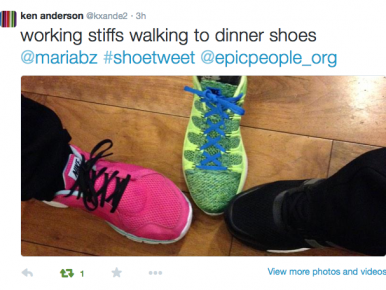 ken anderson @kxande2 · 3h
working stiffs walking to dinner shoes
@mariabz #shoetweet @epicpeople_org
1
View more photos and videos